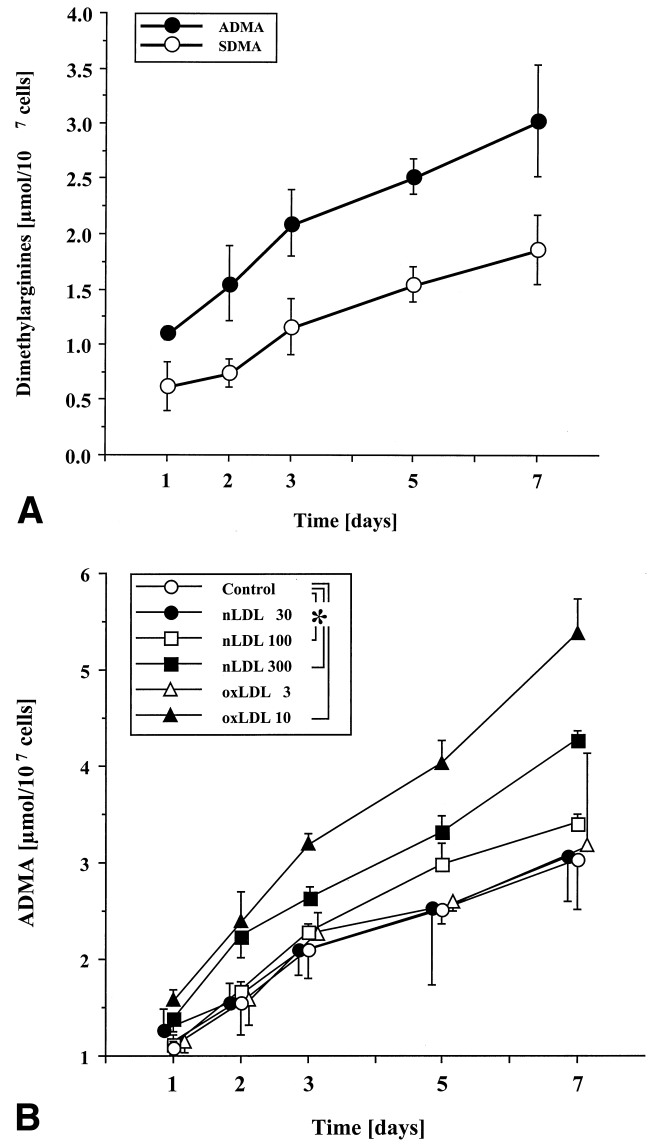 4.0
3.5
3.0
2.5
2.0
1.5
1.0
0.5
0.0
Dimethylarginines [µmol/10 7 cells]
ADMA
SDMA
1 2 3 5 7
Time [days]
A
6
5
4
3
2
1
ADMA [µmol/10 7 cells]
Control
nLDL 30
nLDL 100
nLDL 300
oxLDL 3
oxLDL 10
*
1 2 3 5 7
Time [days]
B